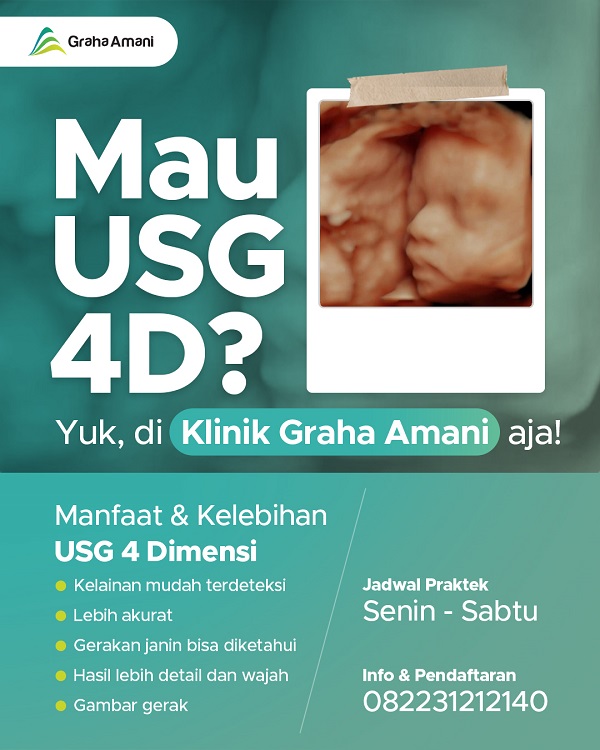 Graha Amani
Mau
USG
4D?
Yuk, di Klinik Graha Amani aja!
Manfaat & Kelebihan
USG 4 Dimensi
Kelainan mudah terdeteksi
Lebih akurat
Gerakan janin bisa diketahui
Hasil lebih detail dan wajah
Gambar gerak
Jadwal Praktek
Senin - Sabtu
Info & Pendaftaran
082231212140